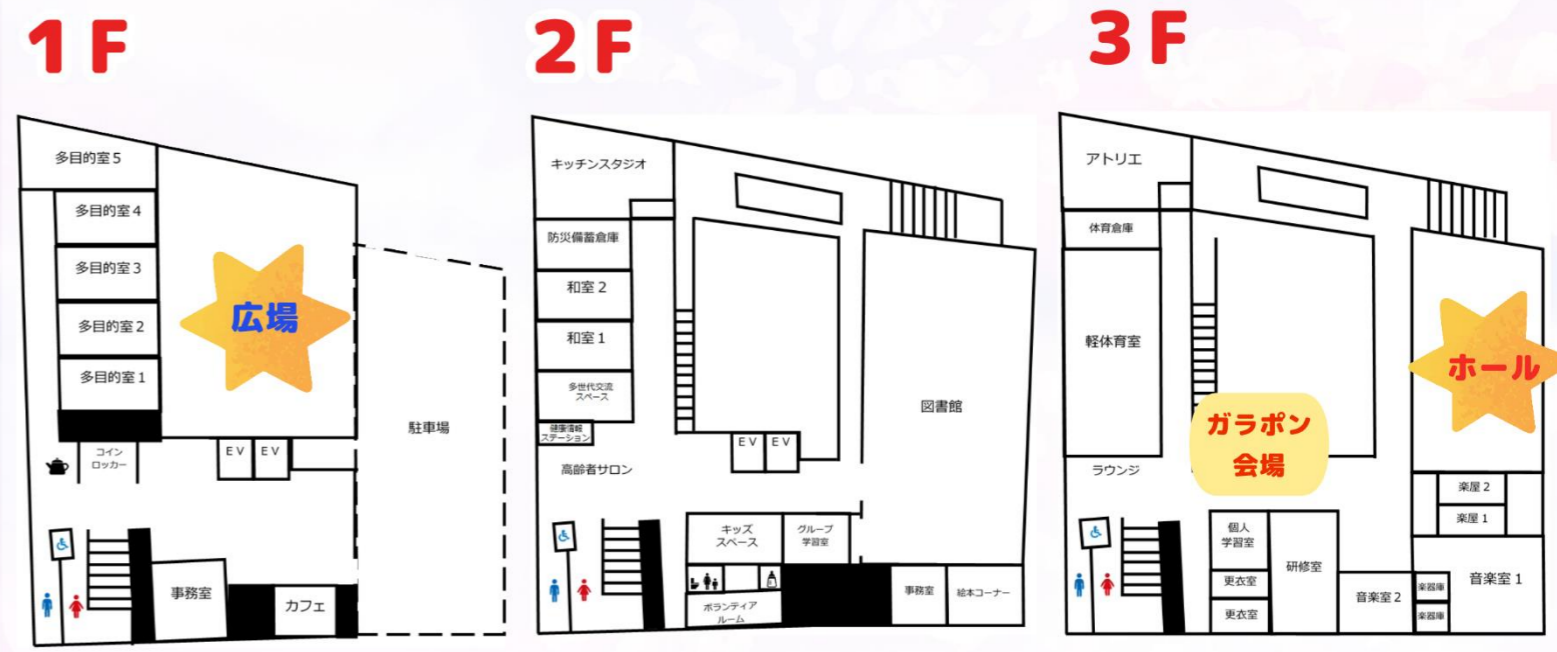 1F
2F
3F
多目的室5
多目的室4
多目的室3
多目的室2
多目的室1
広場
駐車場
コイン
ロッカー
EV
EV
事務室
カフェ
キッチンスタジオ
防災備蓄倉庫
和室2
和室1
多世代交流
スペース
健康情報
ステーション
高齢者サロン
EV
EV
図書館
キッズ
スペース
グループ
学習室
ボランティア
ルーム
事務室
絵本コーナー
アトリエ
体育倉庫
軽体育室
ラウンジ
ガラポン
会場
ホール
楽屋2
楽屋1
個人
学習室
更衣室
更衣室
研修室
音楽室2
楽器庫
楽器庫
音楽室1